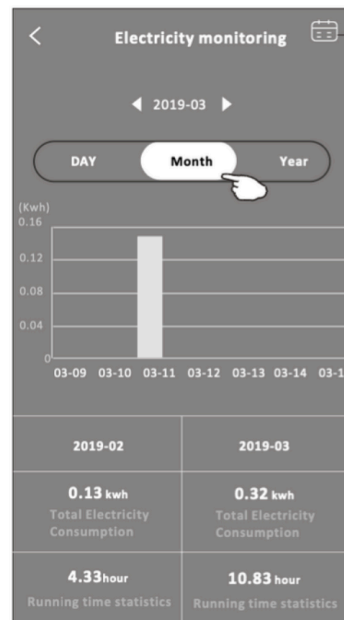 Electricity monitoring
2019-03
DAY Month Year
(Kwh)
0.16
0.12
0.08
0.04
0
03-09 03-10 03-11 03-12 03-13 03-14 03-1
2019-02 2019-03
0.13 kwh 0.32 kwh
Total Electricity Total Electricity
Consumption Consumption
4.33hour 10.83 hour
Running time statistics Running time statistics